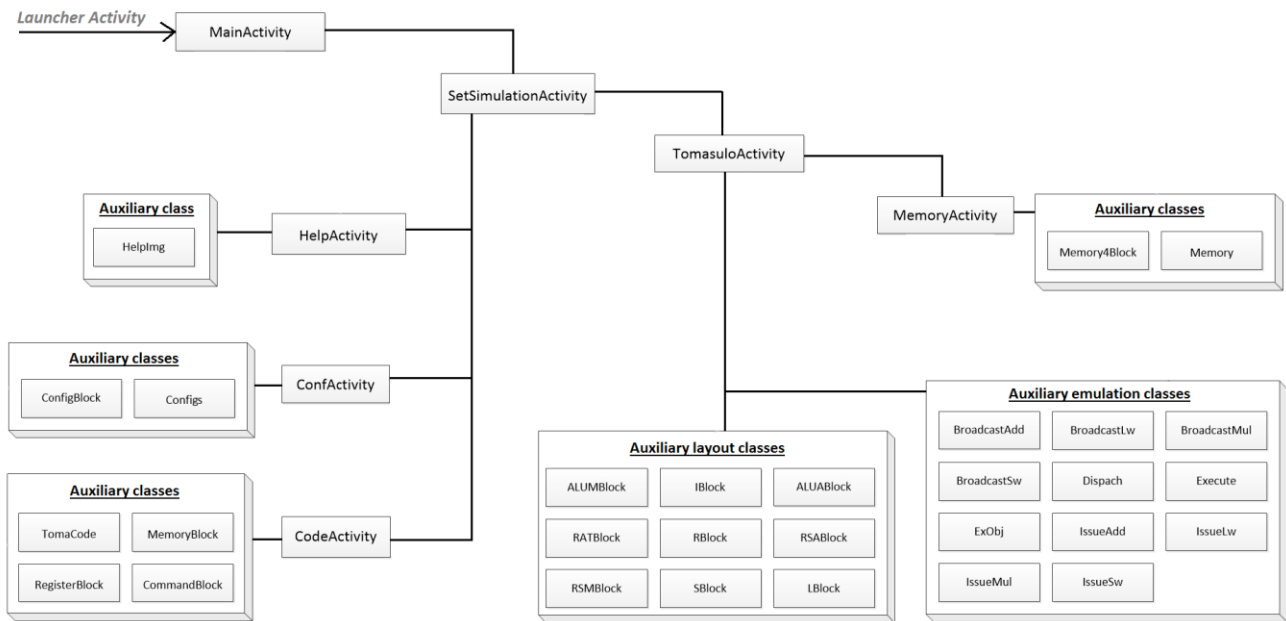 Launcher Activity
MainActivity
SetSimulationActivity
TomasuloActivity
Auxiliary class
HelpImg
HelpActivity
MemoryActivity
Auxiliary classes
Memory4Block Memory
Auxiliary classes
ConfigBlock Configs
ConfActivity
Auxiliary classes
TomaCode MemoryBlock
RegisterBlock CommandBlock
CodeActivity
Auxiliary layout classes
ALUMBlock IBlock ALUABlock
RATBlock RBlock RSABlock
RSMBlock SBlock LBlock
Auxiliary emulation classes
BroadcastAdd BroadcastLw BroadcastMul
BroadcastSw Dispach Execute
ExObj IssueAdd IssueLw
IssueMul IssueSw